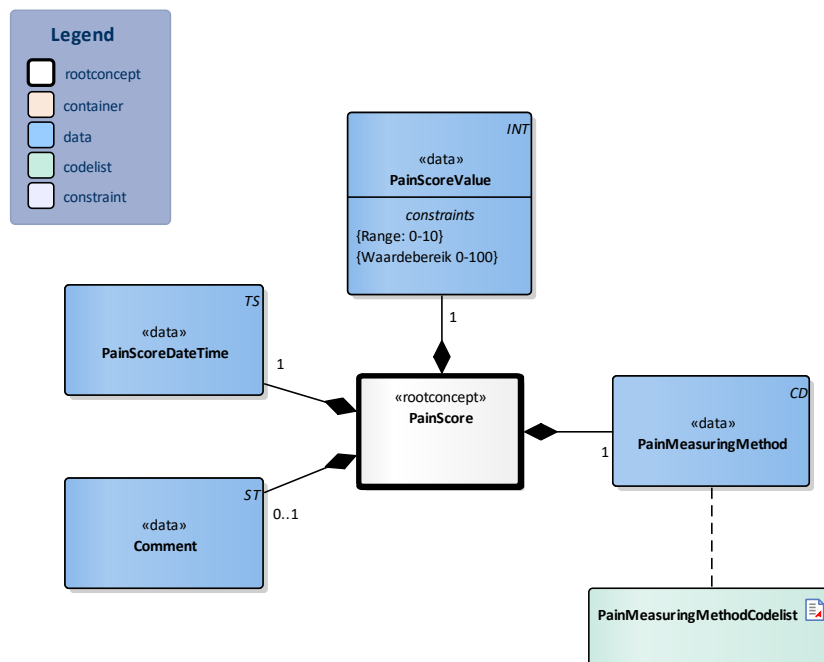 Legend
rootconcept
container
data
codelist
constraint
INT
«data»
PainScoreValue
constraints
{Range: 0-10}
{Waardebereik 0-100}
1
TS
«data»
PainScoreDateTime
1
«rootconcept»
PainScore
CD
«data»
PainMeasuringMethod
1
ST
«data»
Comment
0..1
PainMeasuringMethodCodelist